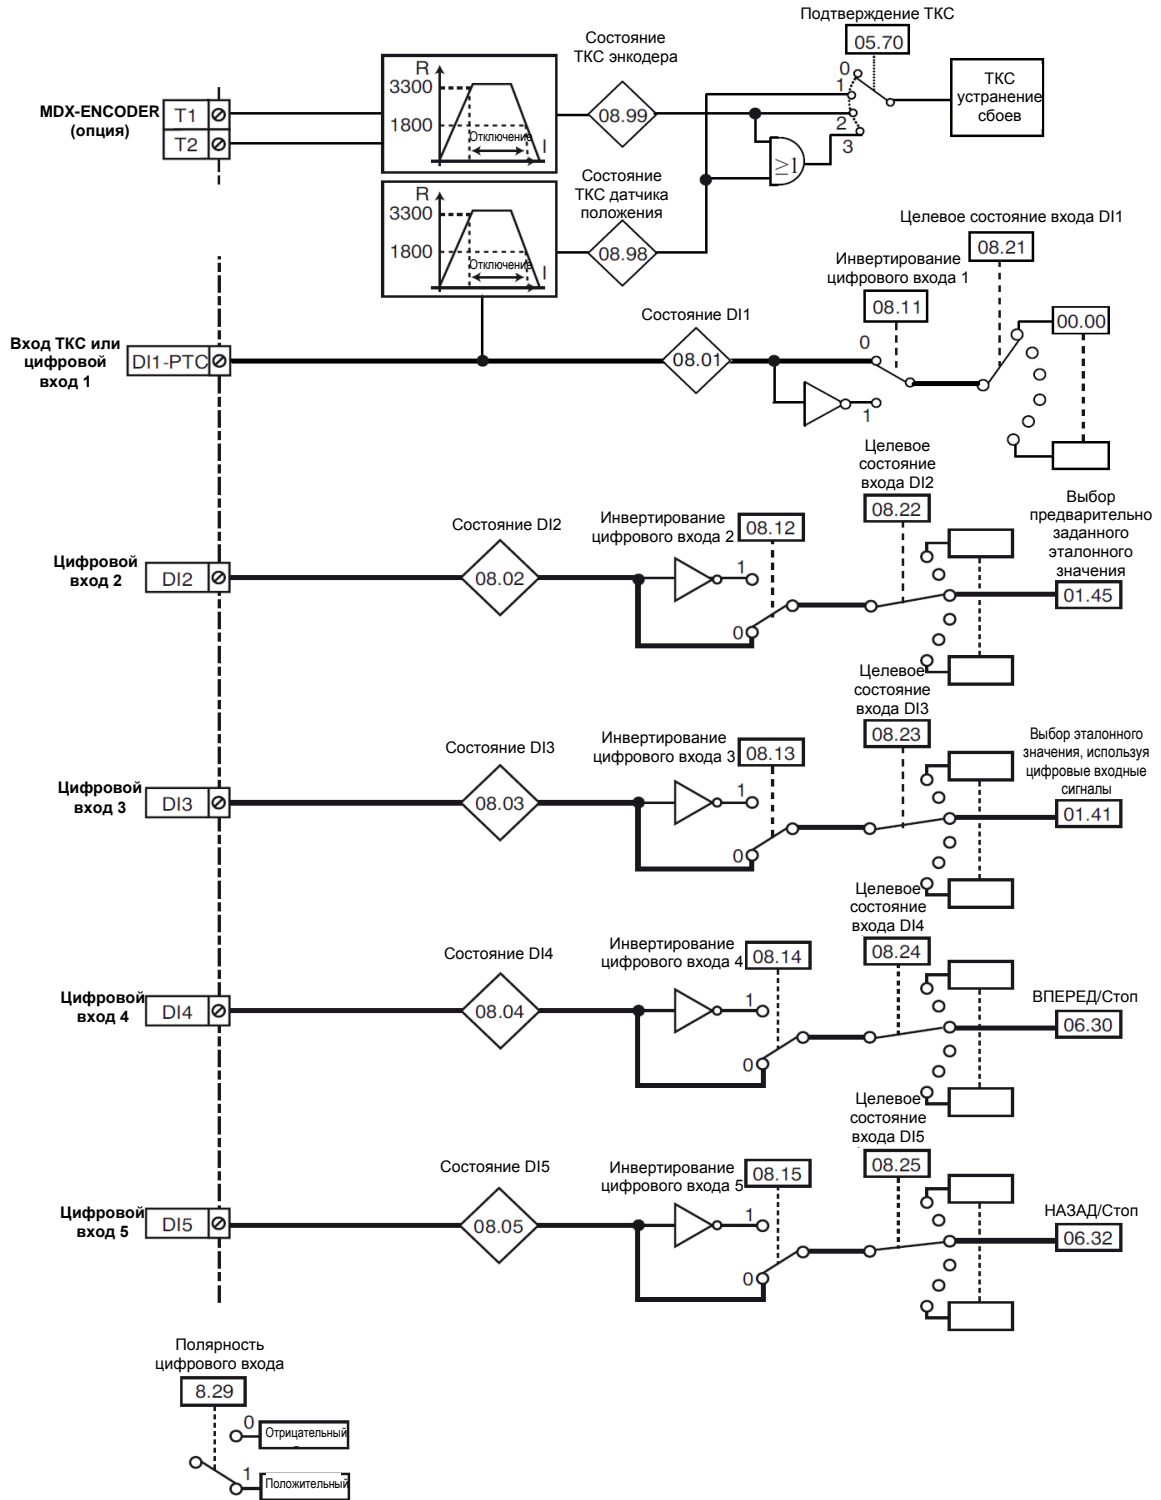 Подтверждение ТКС
05.70
Состояние
ТКС энкодера
R
3300
1800
Отключение
I
MDX-ENCODER
(опция)
T1
T2
08.99
0
1
2
3
≥1
ТКС
устранение
сбоев
Состояние
ТКС датчика
положения
R
3300
1800
Отключение
I
08.98
Целевое состояние входа DI1
08.21
Инвертирование
цифрового входа 1
08.11
00.00
Состояние DI1
Вход ТКС или
цифровой
вход 1
DI1-PTC
08.01
0
1
Целевое
состояние
входа DI2
08.22
Выбор
предварительно
заданного
эталонного
значения
01.45
Состояние DI2
Инвертирование
цифрового входа 2
08.12
Цифровой
вход 2
DI2
08.02
1
0
Целевое
состояние
входа DI3
08.23
Выбор эталонного
значения, используя
цифровые входные
сигналы
01.41
Состояние DI3
Инвертирование
цифрового входа 3
08.13
Цифровой
вход 3
DI3
08.03
1
0
Целевое
состояние
входа DI4
08.24
ВПЕРЕД/Стоп
06.30
Состояние DI4
Инвертирование
цифрового входа 4
08.14
Цифровой
вход 4
DI4
08.04
1
0
Целевое
состояние
входа DI5
08.25
НАЗАД/Стоп
06.32
Состояние DI5
Инвертирование
цифрового входа 5
08.15
Цифровой
вход 5
DI5
08.05
1
0
Полярность
цифрового входа
8.29
0
Отрицательный
1
Положительный